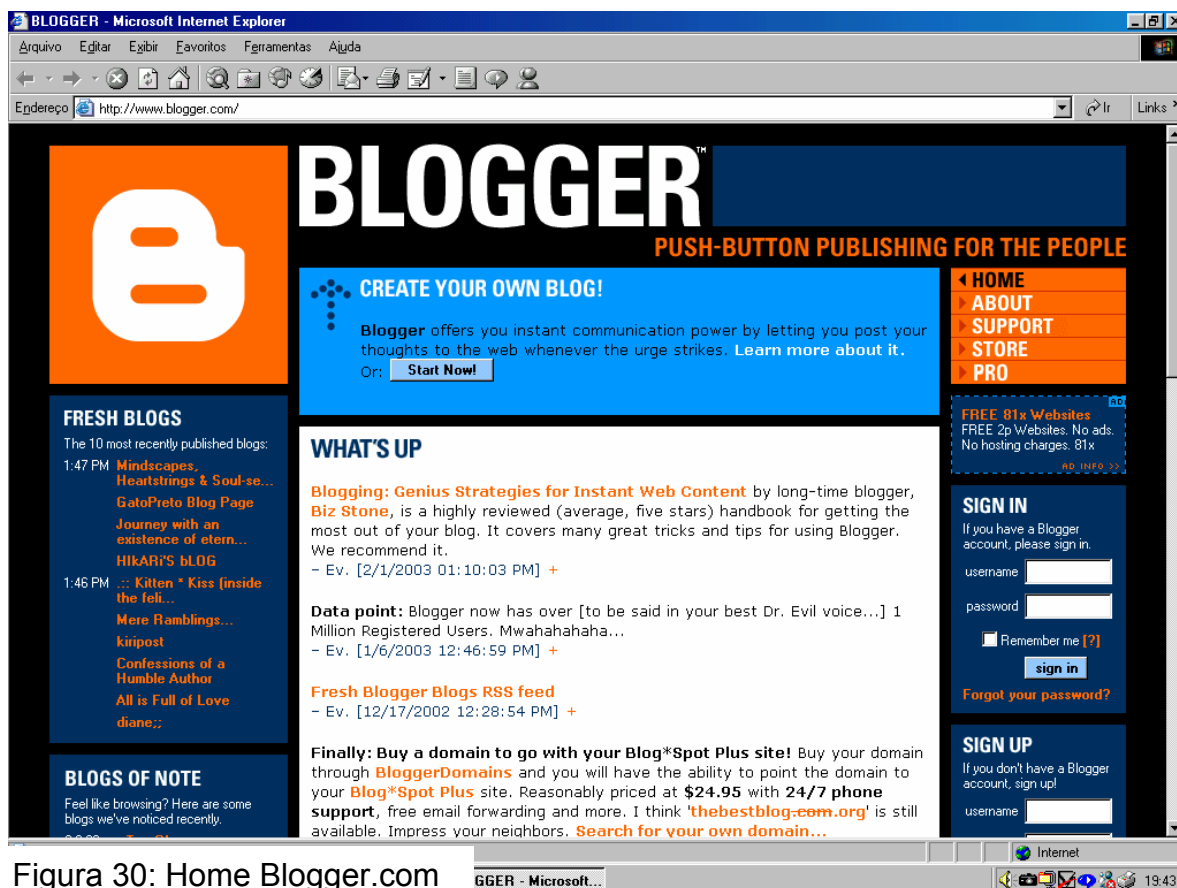 BLOGGER - Microsoft Internet Explorer
Arquivo Editar Exibir Favoritos Ferramentas Ajuda
Endereço http://www.blogger.com/ Ir Links
BLOGGER™
PUSH-BUTTON PUBLISHING FOR THE PEOPLE
CREATE YOUR OWN BLOG!
Blogger offers you instant communication power by letting you post your
thoughts to the web whenever the urge strikes. Learn more about it.
Or: Start Now!
HOME
ABOUT
SUPPORT
STORE
PRO
FRESH BLOGS
The 10 most recently published blogs:
1:47 PM Mindscapes,
Heartstrings & Soul-se...
GatoPreto Blog Page
Journey with an
existence of etern...
HIkARi'S bLOG
1:46 PM .:: Kitten * Kiss (inside
the feli...
Mere Ramblings...
kiripost
Confessions of a
Humble Author
All is Full of Love
diane;;
BLOGS OF NOTE
Feel like browsing? Here are some
blogs we've noticed recently.
WHAT'S UP
Blogging: Genius Strategies for Instant Web Content by long-time blogger,
Biz Stone, is a highly reviewed (average, five stars) handbook for getting the
most out of your blog. It covers many great tricks and tips for using Blogger.
We recommend it.
– Ev. [2/1/2003 01:10:03 PM] +
Data point: Blogger now has over [to be said in your best Dr. Evil voice...] 1
Million Registered Users. Mwahahahaha...
– Ev. [1/6/2003 12:46:59 PM] +
Fresh Blogger Blogs RSS feed
– Ev. [12/17/2002 12:28:54 PM] +
Finally: Buy a domain to go with your Blog*Spot Plus site! Buy your domain
through BloggerDomains and you will have the ability to point the domain to
your Blog*Spot Plus site. Reasonably priced at $24.95 with 24/7 phone
support, free email forwarding and more. I think 'thebestblog.com.org' is still
available. Impress your neighbors. Search for your own domain...
AD
FREE 81x Websites
FREE 2p Websites. No ads.
No hosting charges. 81x
AD INFO >>
SIGN IN
If you have a Blogger
account, please sign in.
username
password
Remember me [?]
sign in
Forgot your password?
SIGN UP
If you don't have a Blogger
account, sign up!
username
Internet
Figura 30: Home Blogger.com
GGER - Microsoft...
19:43